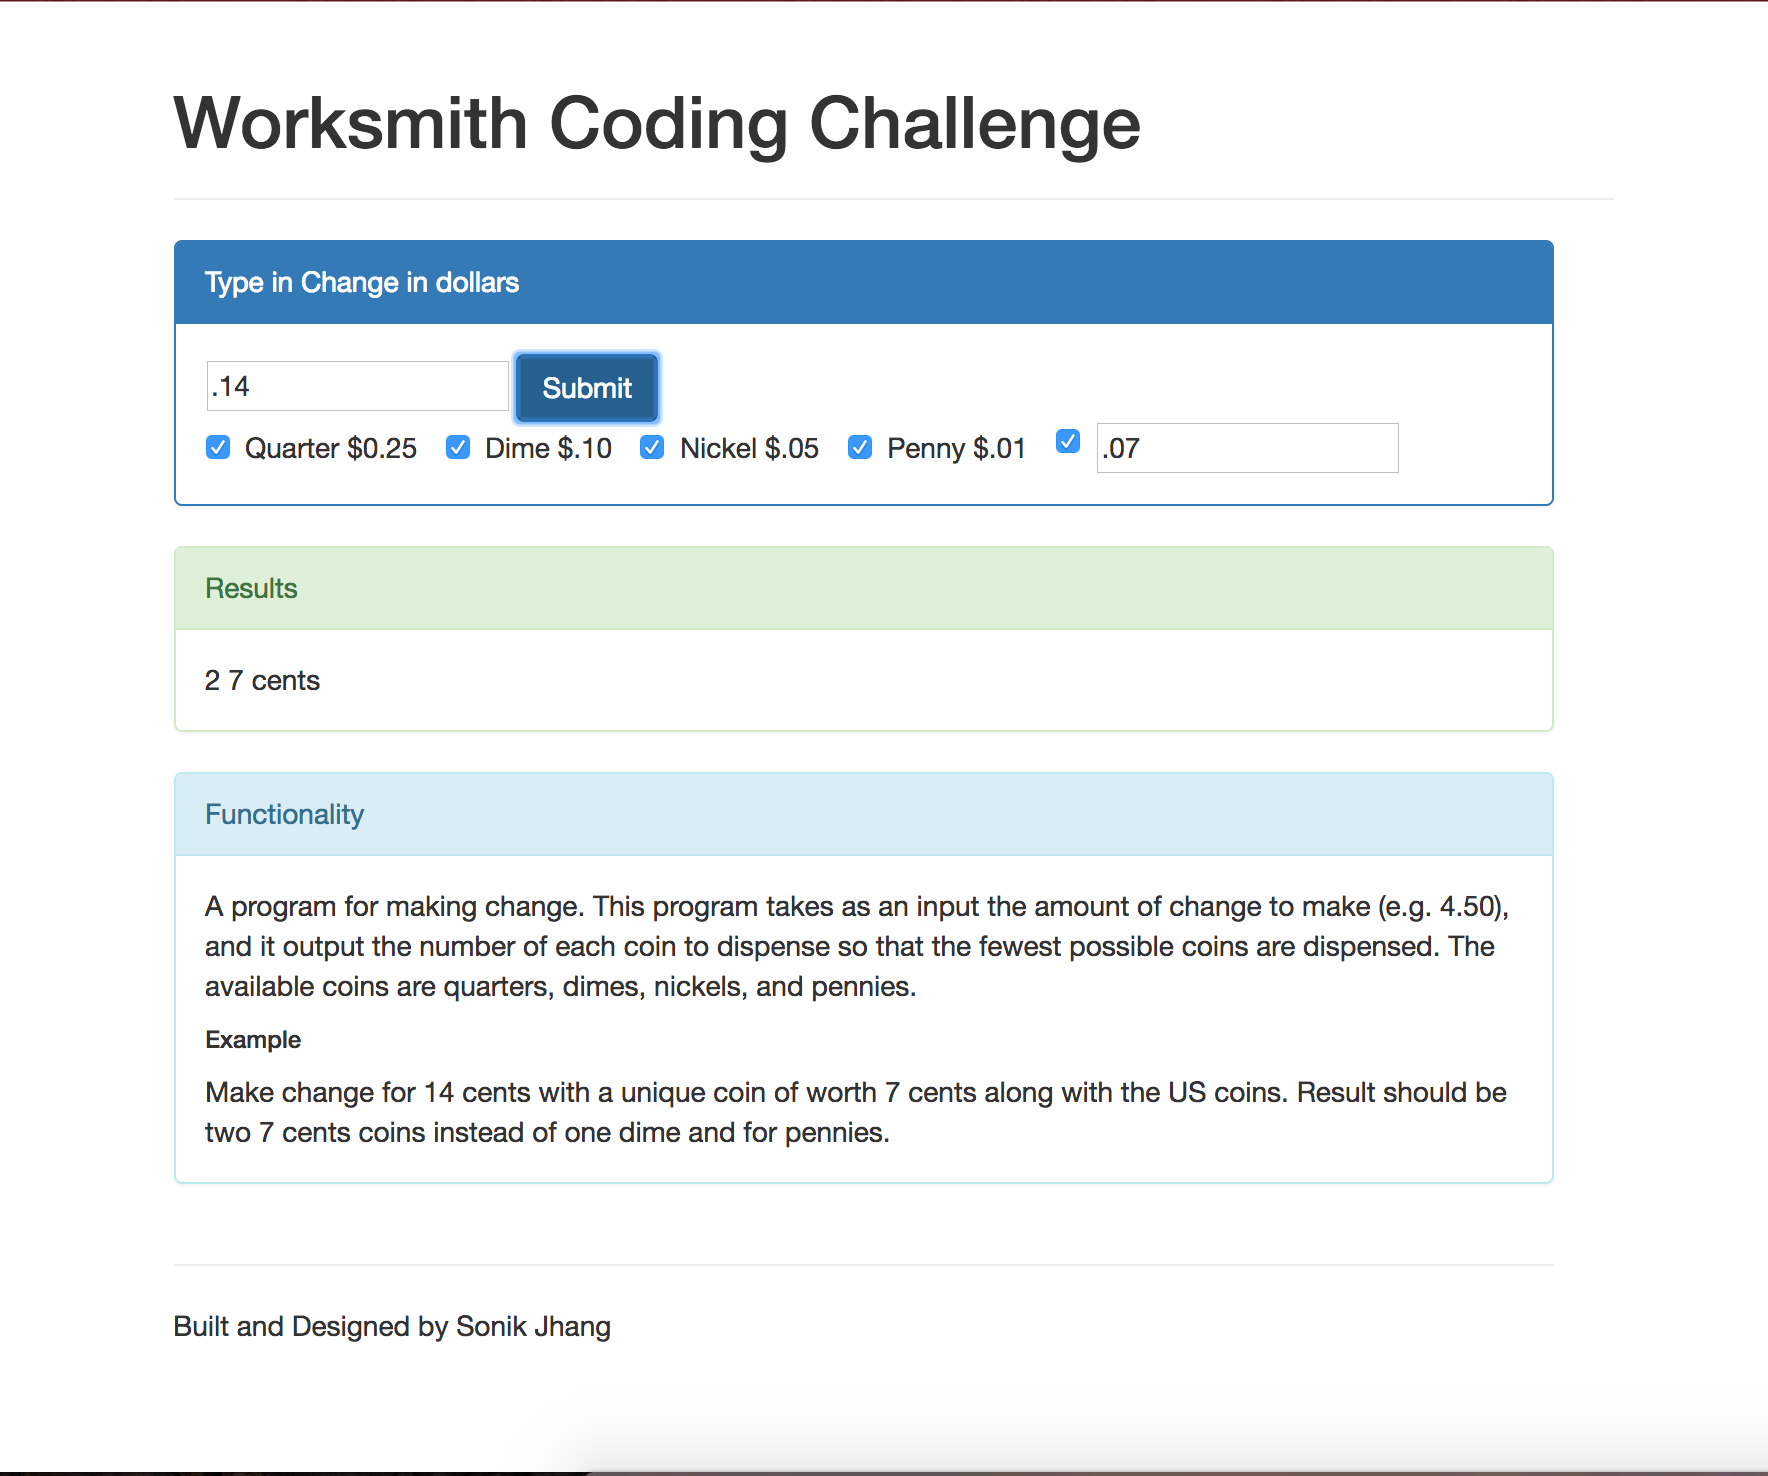 Worksmith Coding Challenge
Type in Change in dollars
.14 Submit
Quarter $0.25 Dime $.10 Nickel $.05 Penny $.01 .07
Results
2 7 cents
Functionality
A program for making change. This program takes as an input the amount of change to make (e.g. 4.50),
and it output the number of each coin to dispense so that the fewest possible coins are dispensed. The
available coins are quarters, dimes, nickels, and pennies.
Example
Make change for 14 cents with a unique coin of worth 7 cents along with the US coins. Result should be
two 7 cents coins instead of one dime and for pennies.
Built and Designed by Sonik Jhang